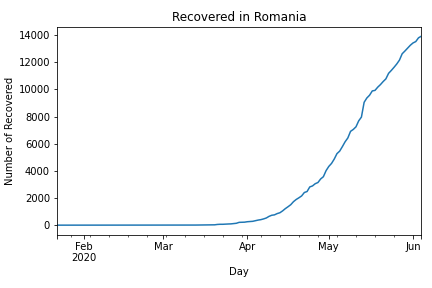 Recovered in Romania
Number of Recovered
14000
12000
10000
8000
6000
4000
2000
0
Feb
2020
Mar
Apr
May
Jun
Day